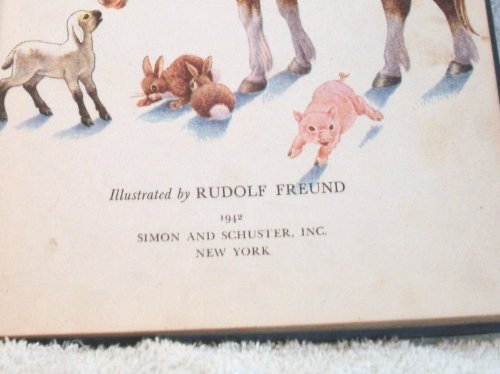 Illustrated by RUDOLF FREUND
1942
SIMON AND SCHUSTER, INC.
NEW YORK